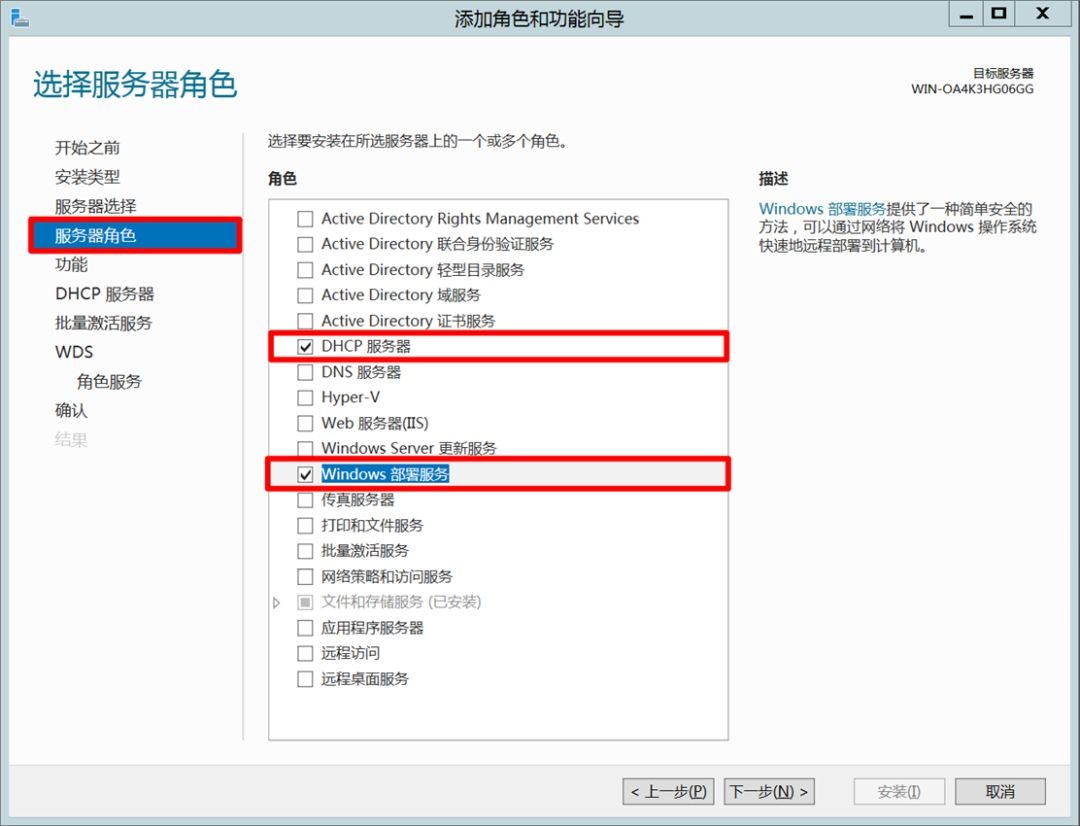 添加角色和功能向导
选择服务器角色
目标服务器
WIN-OA4K3HG06GG
开始之前
安装类型
服务器选择
服务器角色
功能
DHCP 服务器
批量激活服务
WDS
角色服务
确认
结果
选择要安装在所选服务器上的一个或多个角色。
角色
Active Directory Rights Management Services
Active Directory 联合身份验证服务
Active Directory 轻型目录服务
Active Directory 域服务
Active Directory 证书服务
DHCP 服务器
DNS 服务器
Hyper-V
Web 服务器(IIS)
Windows Server 更新服务
Windows 部署服务
传真服务器
打印和文件服务
批量激活服务
网络策略和访问服务
文件和存储服务 (已安装)
应用程序服务器
远程访问
远程桌面服务
描述
Windows 部署服务提供了一种简单安全的
方法，可以通过网络将 Windows 操作系统
快速地远程部署到计算机。
< 上一步(P)
下一步(N) >
安装(I)
取消